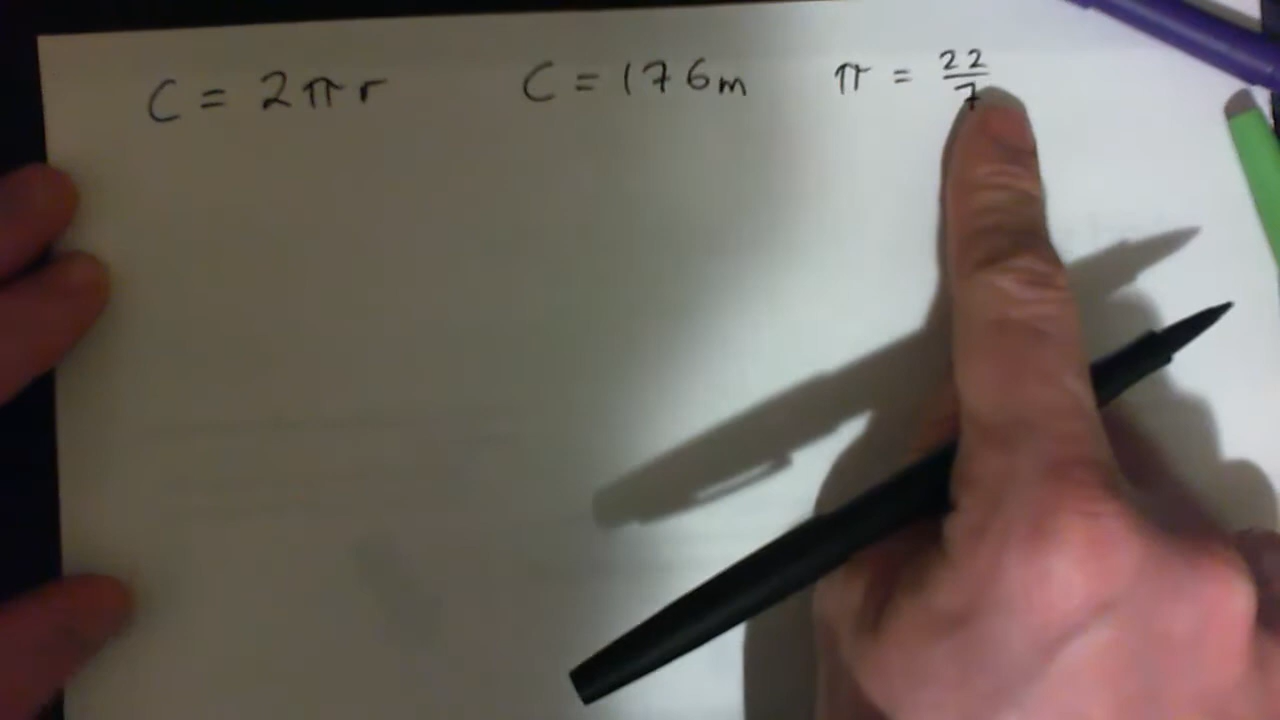 C = 2πr C = 176m π = 22/7